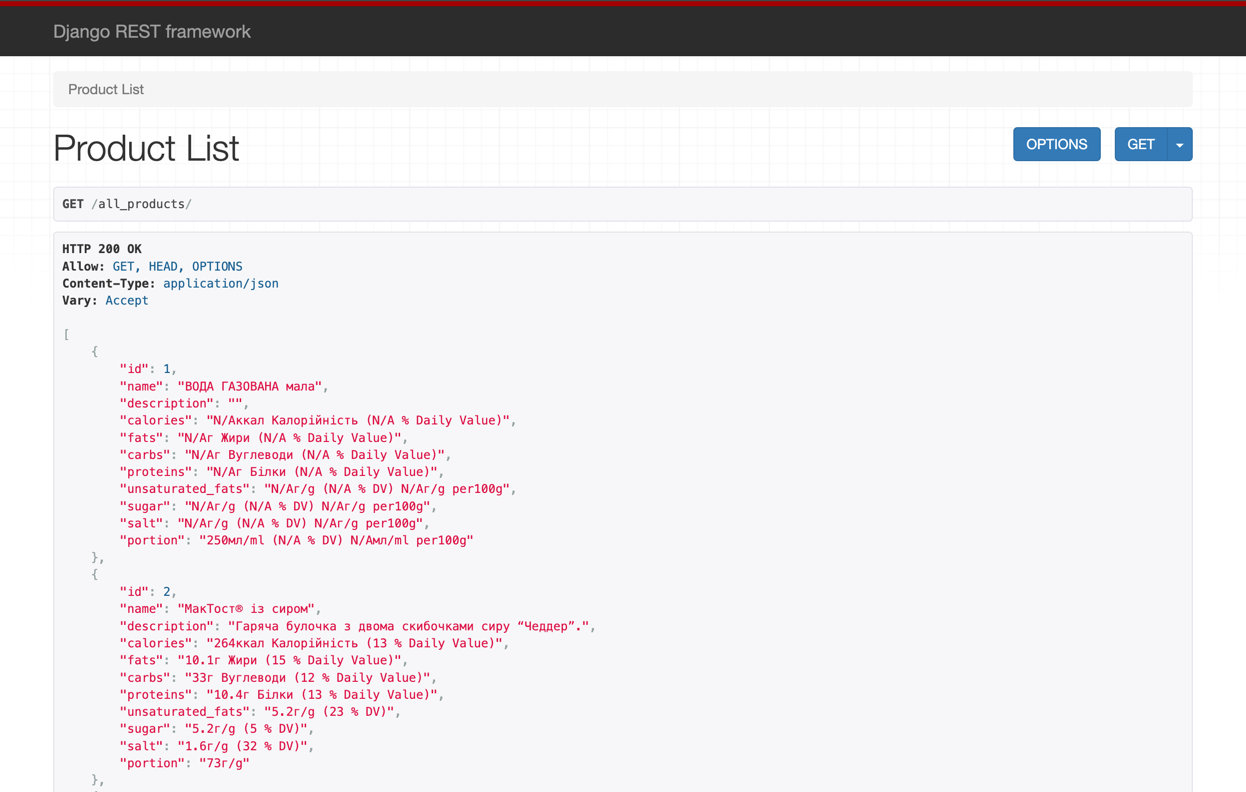 Django REST framework
Product List
Product List
OPTIONS
GET
GET /all_products/
HTTP 200 OK
Allow: GET, HEAD, OPTIONS
Content-Type: application/json
Vary: Accept
[
{
"id": 1,
"name": "ВОДА ГАЗОВАНА мала",
"description": "",
"calories": "N/Aккал Калорійність (N/A % Daily Value)",
"fats": "N/Aг Жири (N/A % Daily Value)",
"carbs": "N/Aг Вуглеводи (N/A % Daily Value)",
"proteins": "N/Aг Білки (N/A % Daily Value)",
"unsaturated_fats": "N/Aг/g (N/A % DV) N/Aг/g per100g",
"sugar": "N/Aг/g (N/A % DV) N/Aг/g per100g",
"salt": "N/Aг/g (N/A % DV) N/Aг/g per100g",
"portion": "250мл/ml (N/A % DV) N/Aмл/ml per100g"
},
{
"id": 2,
"name": "МакТост® із сиром",
"description": "Гаряча булочка з двома скибочками сиру “Чеддер”.",
"calories": "264ккал Калорійність (13 % Daily Value)",
"fats": "10.1г Жири (15 % Daily Value)",
"carbs": "33г Вуглеводи (12 % Daily Value)",
"proteins": "10.4г Білки (13 % Daily Value)",
"unsaturated_fats": "5.2г/g (23 % DV)",
"sugar": "5.2г/g (5 % DV)",
"salt": "1.6г/g (32 % DV)",
"portion": "73г/g"
},